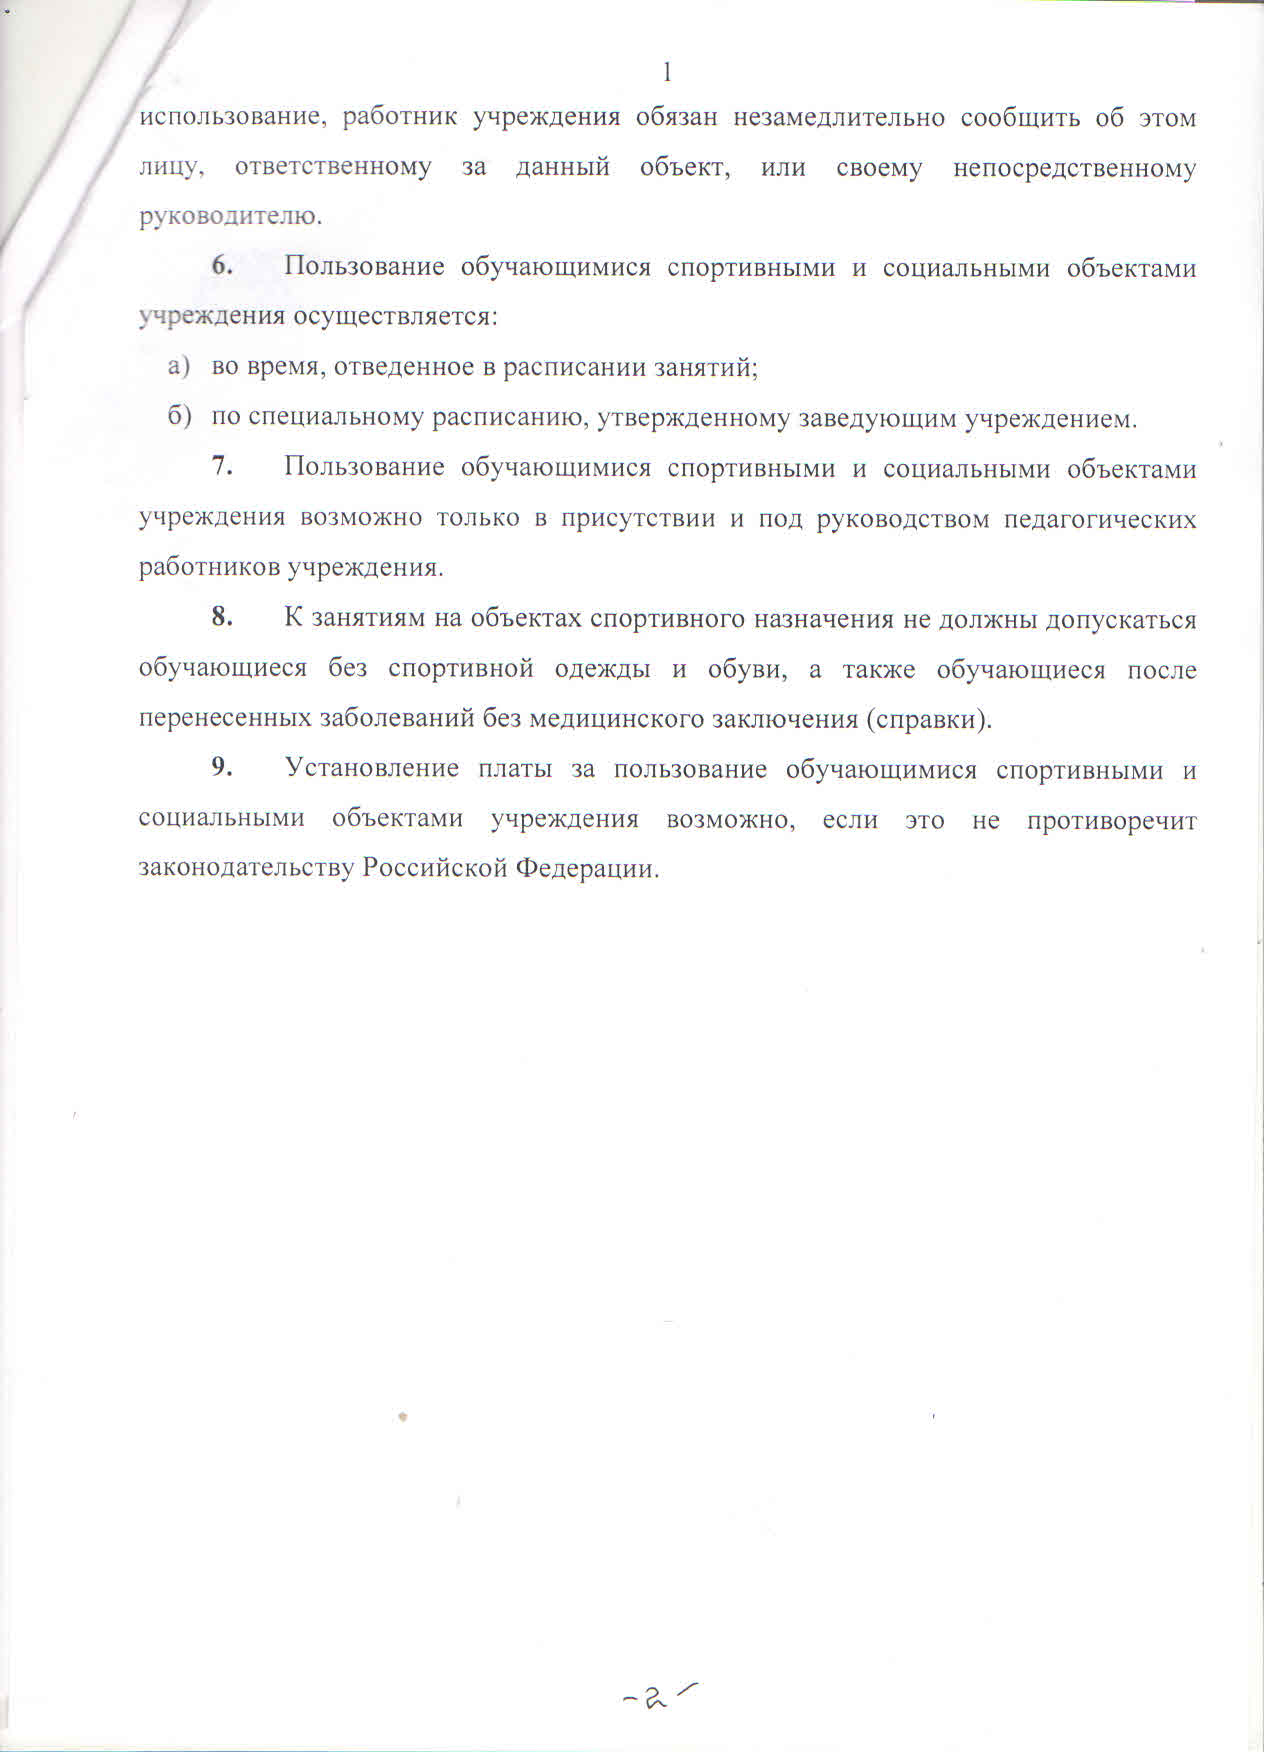 1
использование, работник учреждения обязан незамедлительно сообщить об этом
лицу, ответственному за данный объект, или своему непосредственному
руководителю.
6. Пользование обучающимися спортивными и социальными объектами
учреждения осуществляется:
а) во время, отведенное в расписании занятий;
б) по специальному расписанию, утвержденному заведующим учреждением.
7. Пользование обучающимися спортивными и социальными объектами
учреждения возможно только в присутствии и под руководством педагогических
работников учреждения.
8. К занятиям на объектах спортивного назначения не должны допускаться
обучающиеся без спортивной одежды и обуви, а также обучающиеся после
перенесенных заболеваний без медицинского заключения (справки).
9. Установление платы за пользование обучающимися спортивными и
социальными объектами учреждения возможно, если это не противоречит
законодательству Российской Федерации.
-2-